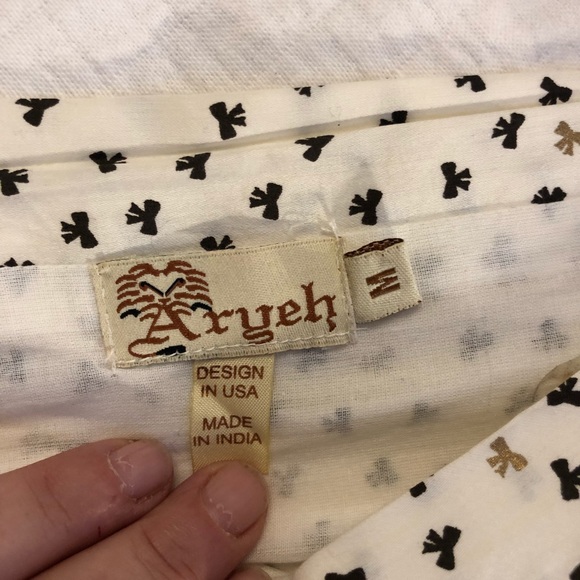 Aryeh
M
DESIGN
IN USA
MADE
IN INDIA